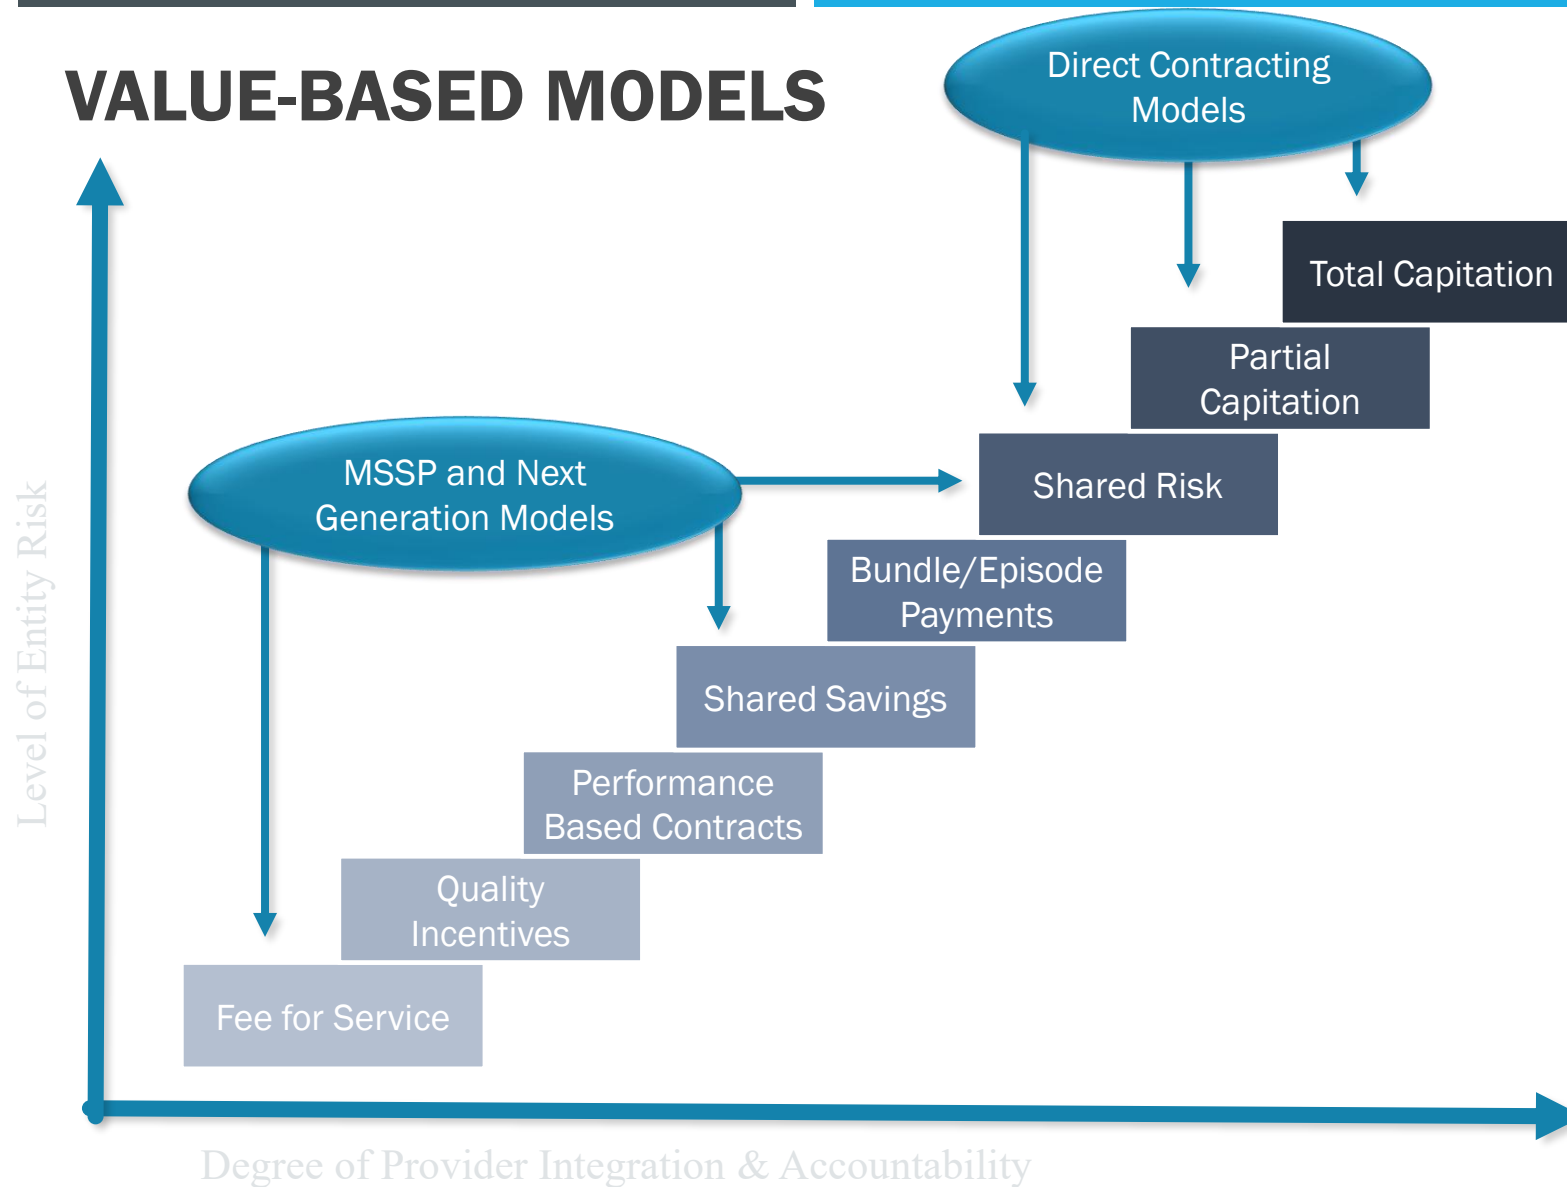 VALUE-BASED MODELS
Direct Contracting
Models
Total Capitation
Partial
Capitation
MSSP and Next
Generation Models
Shared Risk
Bundle/Episode
Payments
Shared Savings
Performance
Based Contracts
Quality
Incentives
Fee for Service
Level of Entity Risk
Degree of Provider Integration & Accountability